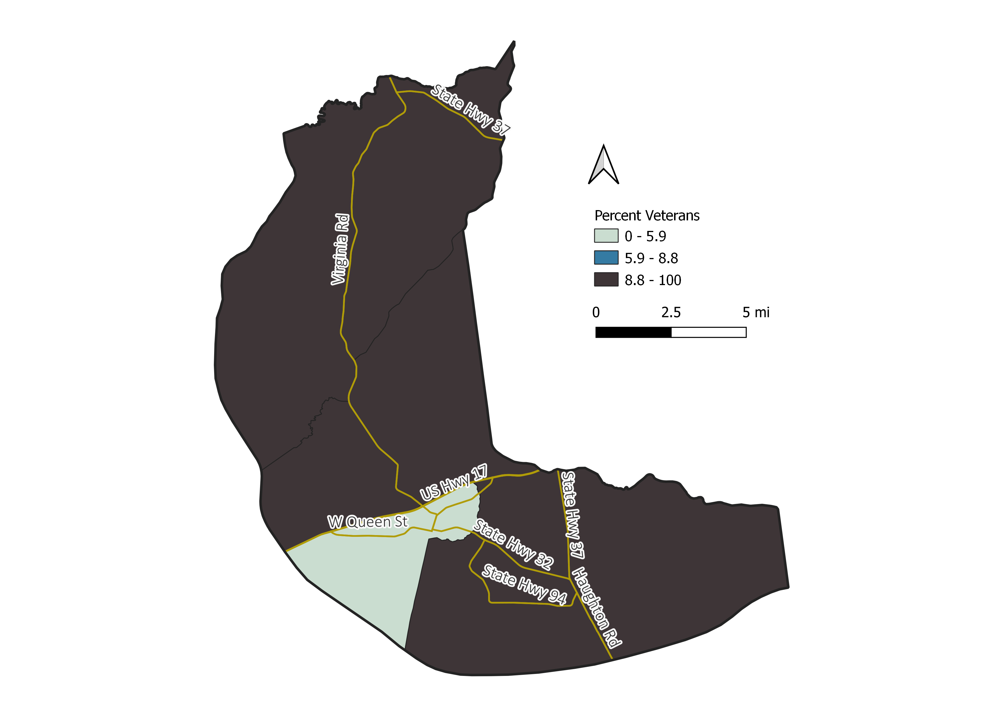 State Hwy 37
Virginia Rd
Percent Veterans
0 - 5.9
5.9 - 8.8
8.8 - 100
0 2.5 5 mi
US Hwy 17
W Queen St
State Hwy 37
State Hwy 32
State Hwy 94
Haughton Rd